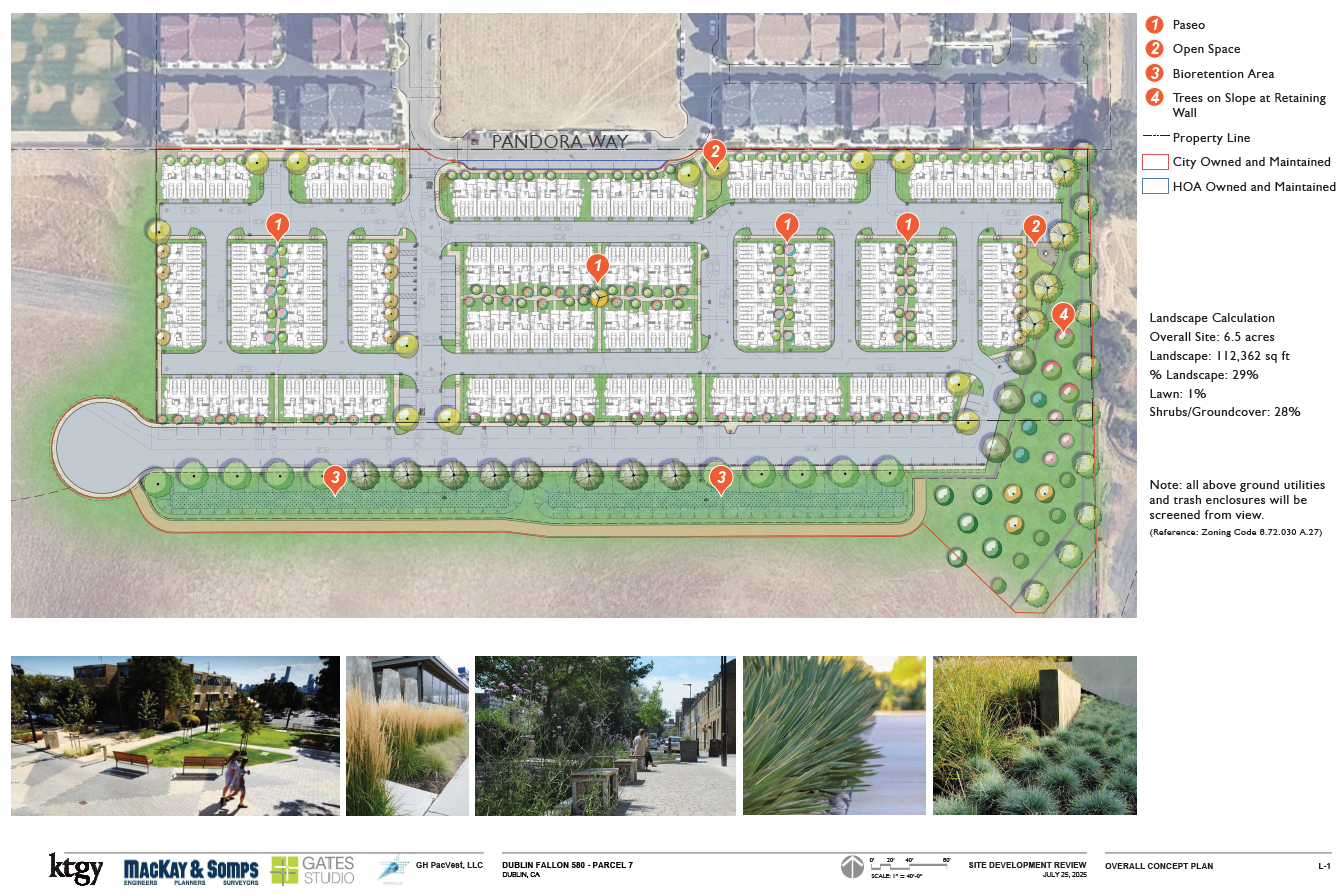 1 Paseo
2 Open Space
3 Bioretention Area
4 Trees on Slope at Retaining
Wall
Property Line
City Owned and Maintained
HOA Owned and Maintained
PANDORA WAY
2
1
1
1
2
1
4
3
3
Landscape Calculation
Overall Site: 6.5 acres
Landscape: 112,362 sq ft
% Landscape: 29%
Lawn: 1%
Shrubs/Groundcover: 28%
Note: all above ground utilities
and trash enclosures will be
screened from view.
(Reference: Zoning Code 8.72.030 A.27)
ktgy
MACKAY & SOMPS
ENGINEERS PLANNERS SURVEYORS
GATES
STUDIO
GH PacVest, LLC
DUBLIN FALLON 580 - PARCEL 7
DUBLIN, CA
0' 20' 40' 80'
SCALE: 1" = 40'-0"
SITE DEVELOPMENT REVIEW
JULY 25, 2025
OVERALL CONCEPT PLAN
L-1